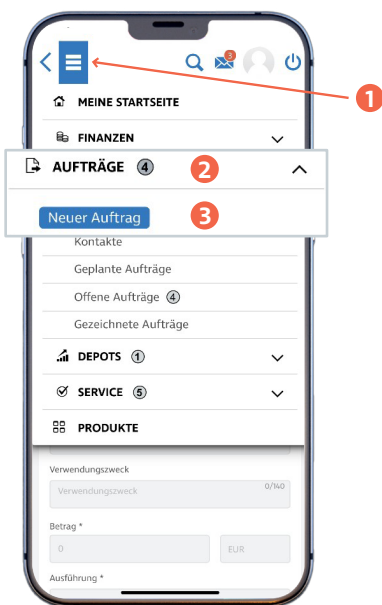 3
1
MEINE STARTSEITE
FINANZEN
AUFTRÄGE 4 2
Neuer Auftrag 3
Kontakte
Geplante Aufträge
Offene Aufträge 4
Gezeichnete Aufträge
DEPOTS 1
SERVICE 5
PRODUKTE
Verwendungszweck
Verwendungszweck 0/140
Betrag *
0 EUR
Ausführung *